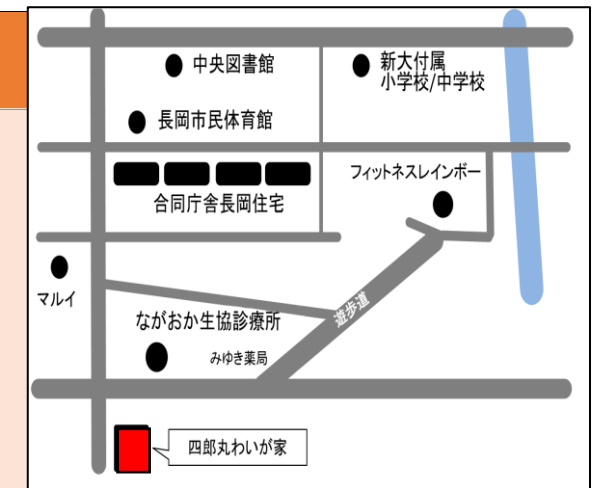 中央図書館
新大付属
小学校/中学校
長岡市民体育館
フィットネスレインボー
合同庁舎長岡住宅
マルイ
遊歩道
ながおか生協診療所
みゆき薬局
四郎丸わいが家